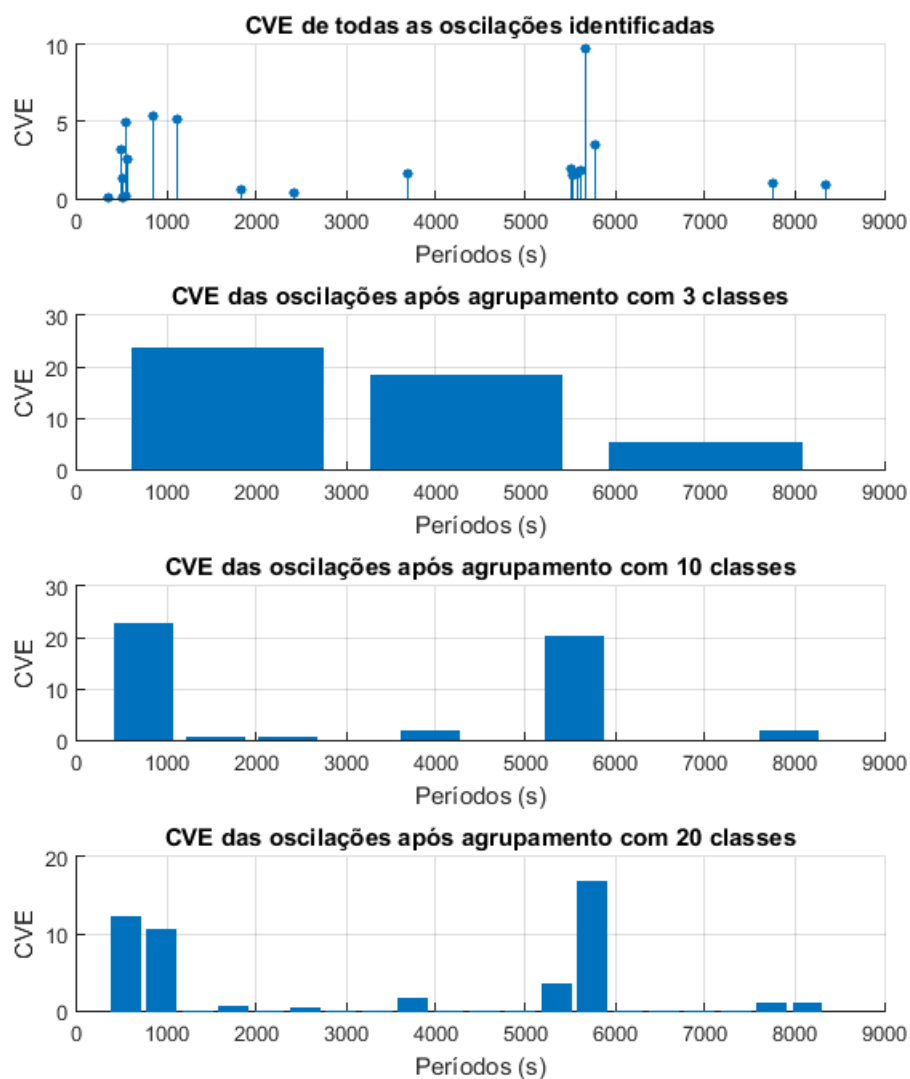 CVE de todas as oscilações identificadas
10
5
0
CVE
0 1000 2000 3000 4000 5000 6000 7000 8000 9000
Períodos (s)
CVE das oscilações após agrupamento com 3 classes
30
20
10
0
CVE
0 1000 2000 3000 4000 5000 6000 7000 8000 9000
Períodos (s)
CVE das oscilações após agrupamento com 10 classes
30
20
10
0
CVE
0 1000 2000 3000 4000 5000 6000 7000 8000 9000
Períodos (s)
CVE das oscilações após agrupamento com 20 classes
20
10
0
CVE
0 1000 2000 3000 4000 5000 6000 7000 8000 9000
Períodos (s)